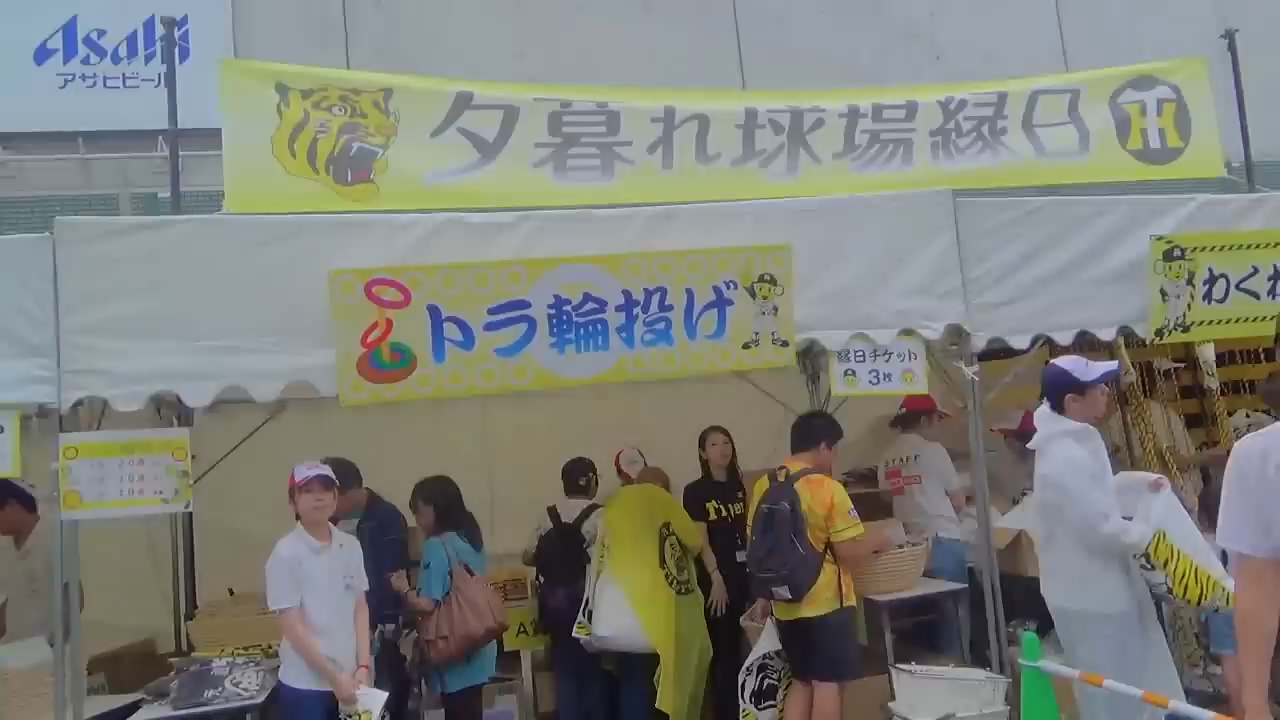 Asahi
アサヒビール
夕暮れ球場縁日
トラ輪投げ
縁日チケット
3枚
わくわ
STAFF
Tiger